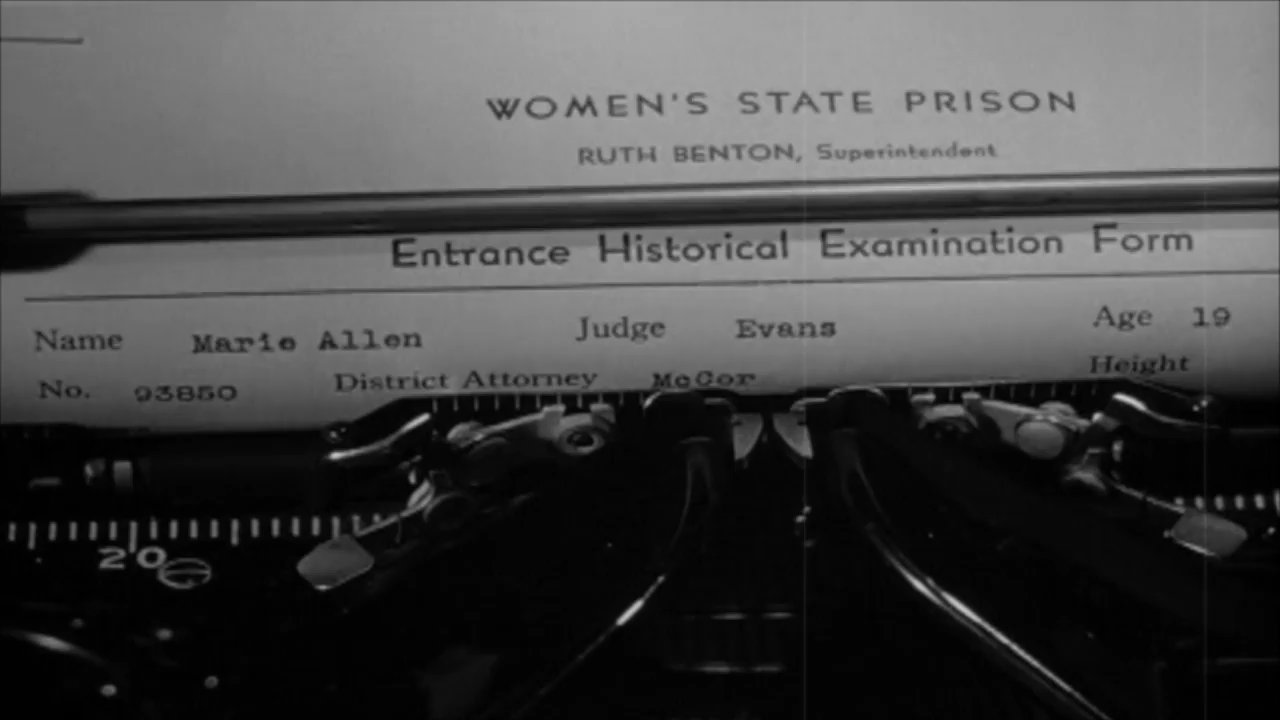 WOMEN'S STATE PRISON
RUTH BENTON, Superintendent
Entrance Historical Examination Form
Name Marie Allen Judge Evans Age 19
No. 93850 District Attorney McCor Height
20